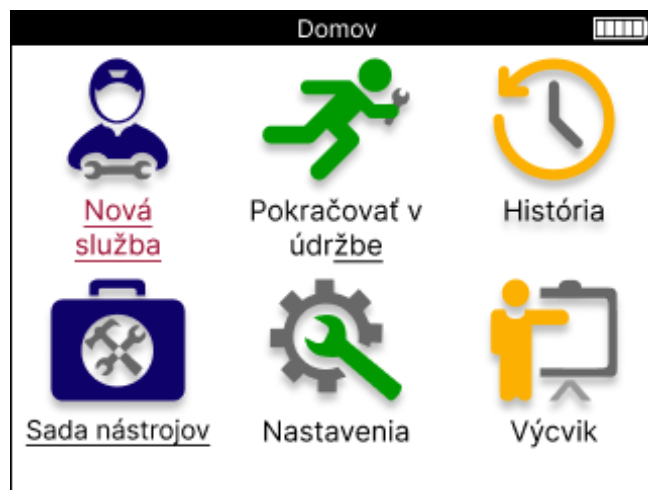 Domov
Nová
služba
Pokračovať v
údržbe
História
Sada nástrojov
Nastavenia
Výcvik